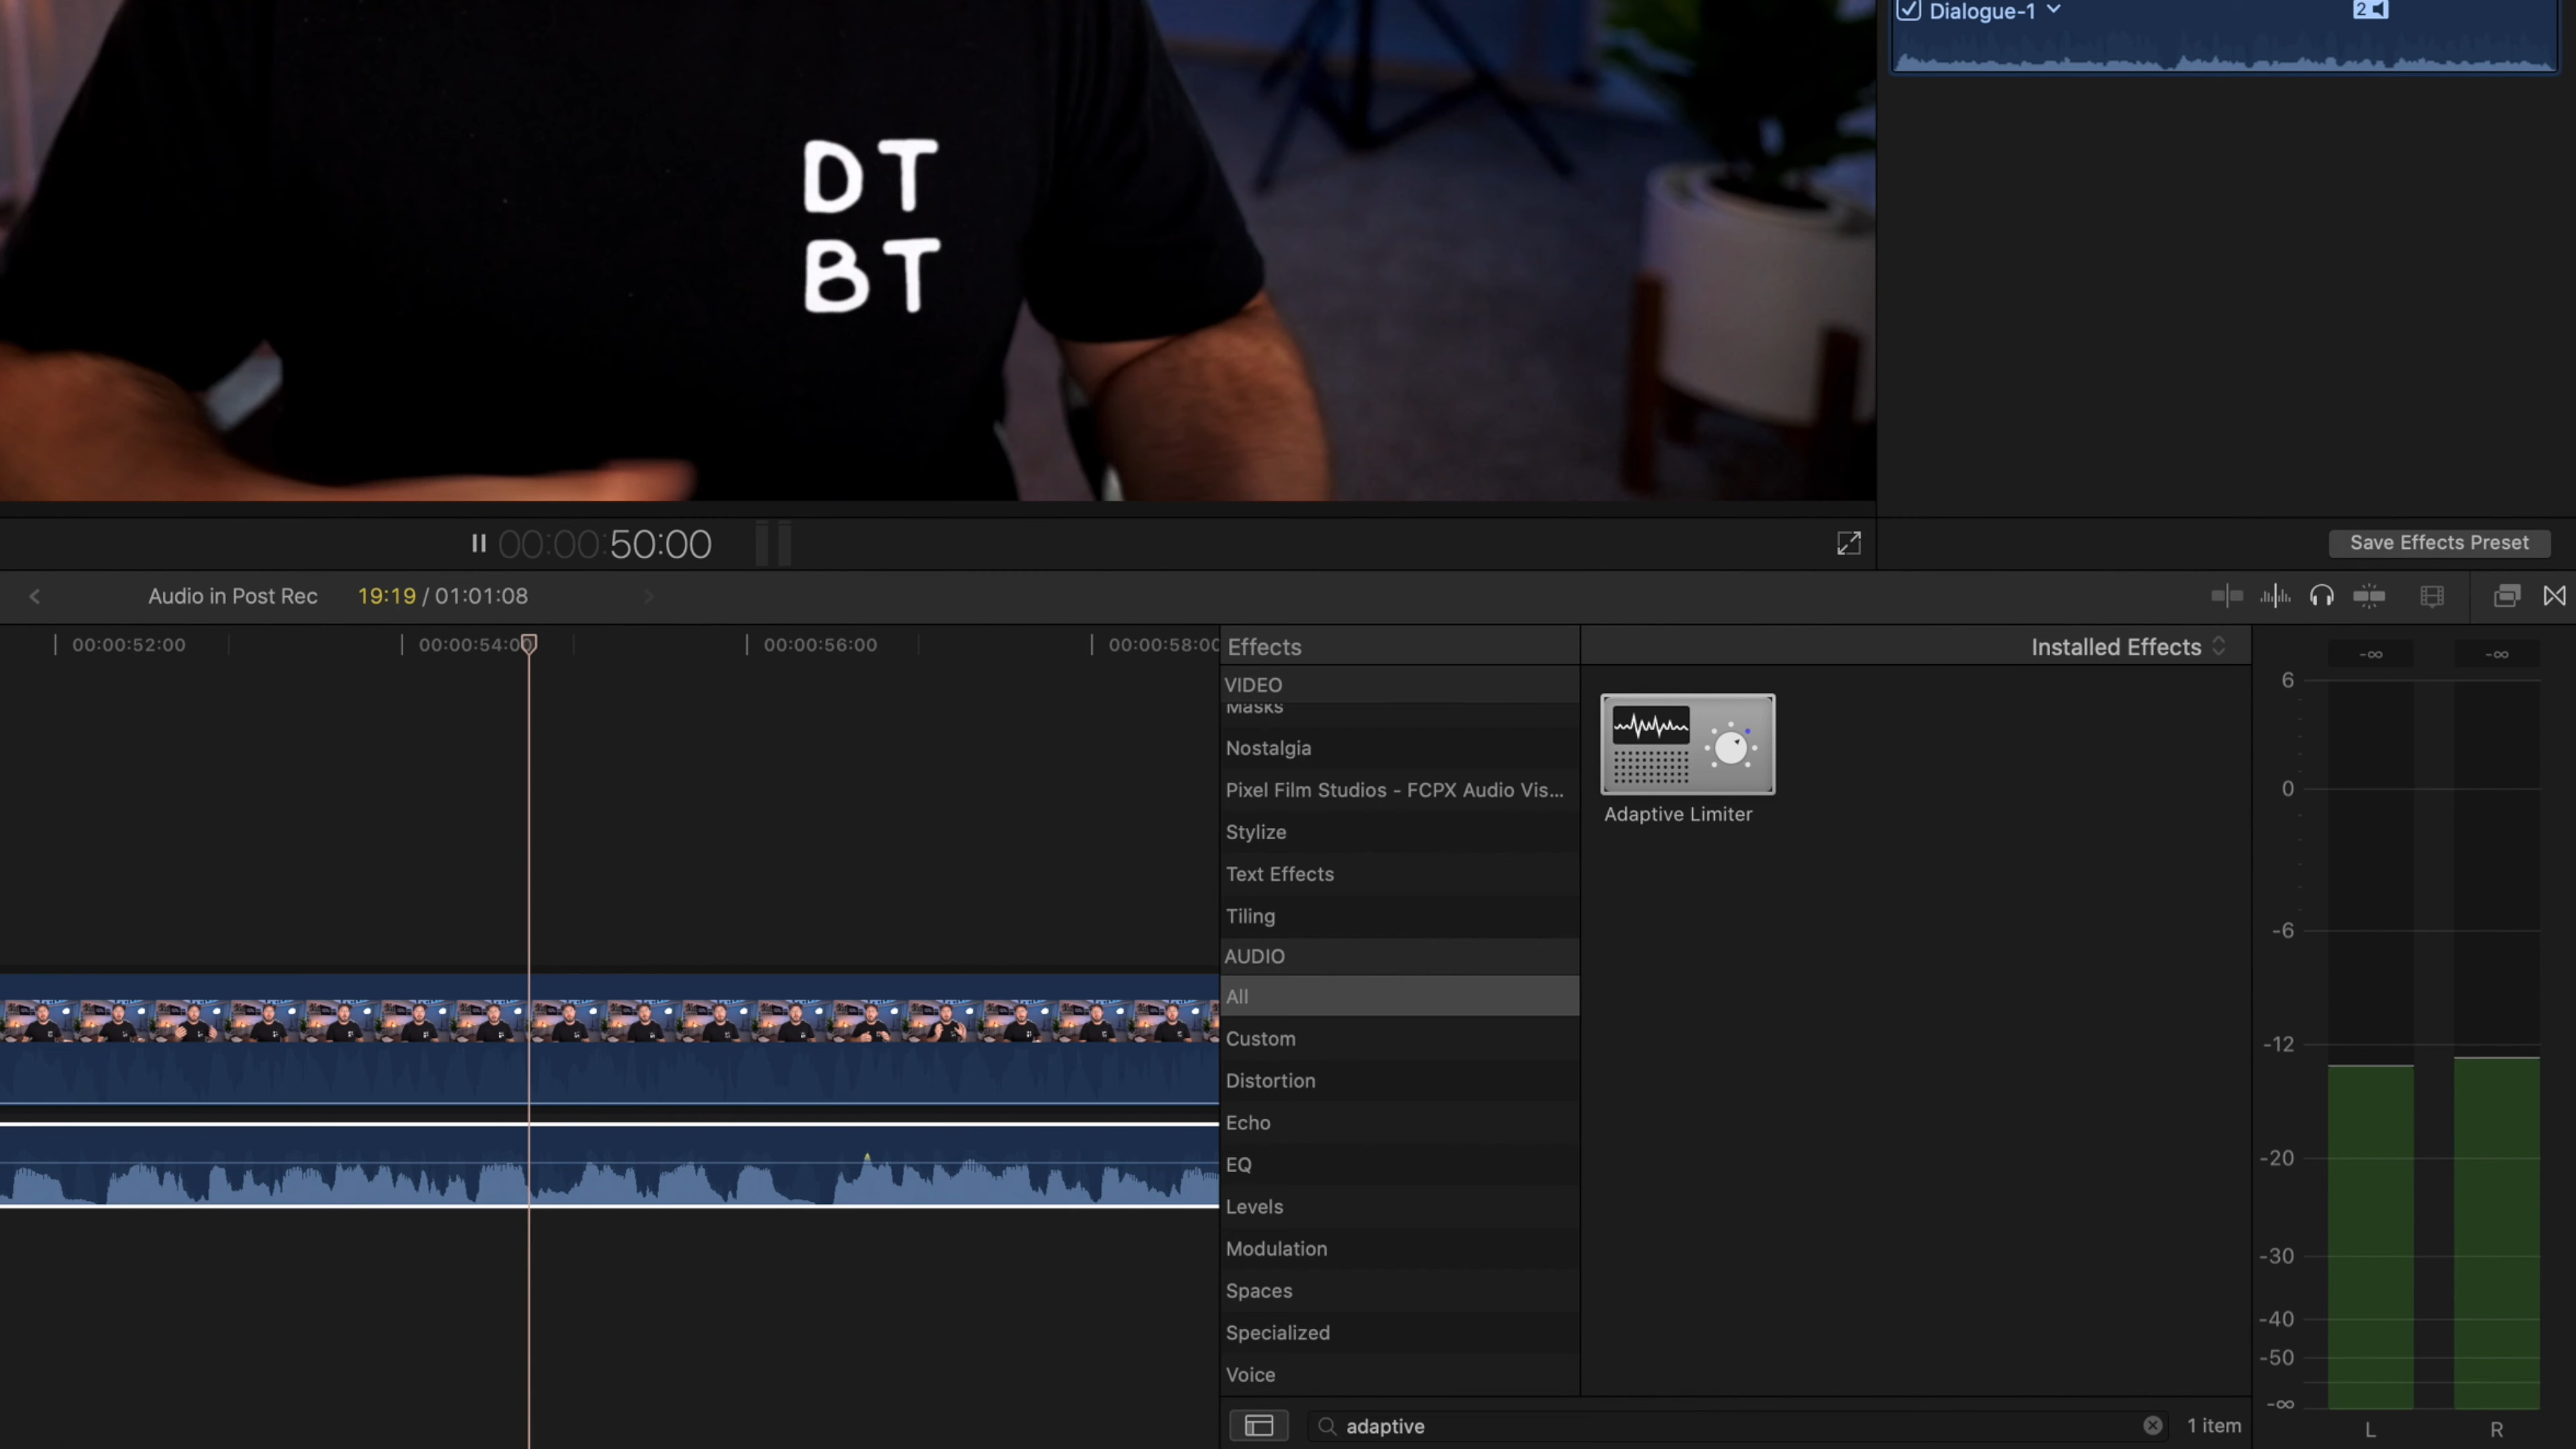 Dialogue-1
2
DT
BT
00:00:50:00
Save Effects Preset
Audio in Post Rec
19:19 / 01:01:08
00:00:52:00
00:00:54:00
00:00:56:00
00:00:58:00
Effects
Installed Effects
VIDEO
Masks
Nostalgia
Pixel Film Studios - FCPX Audio Vis...
Stylize
Text Effects
Tiling
AUDIO
All
Custom
Distortion
Echo
EQ
Levels
Modulation
Spaces
Specialized
Voice
Adaptive Limiter
adaptive
1 item
-∞ -∞
6
0
-6
-12
-20
-30
-40
-50
-∞
L R